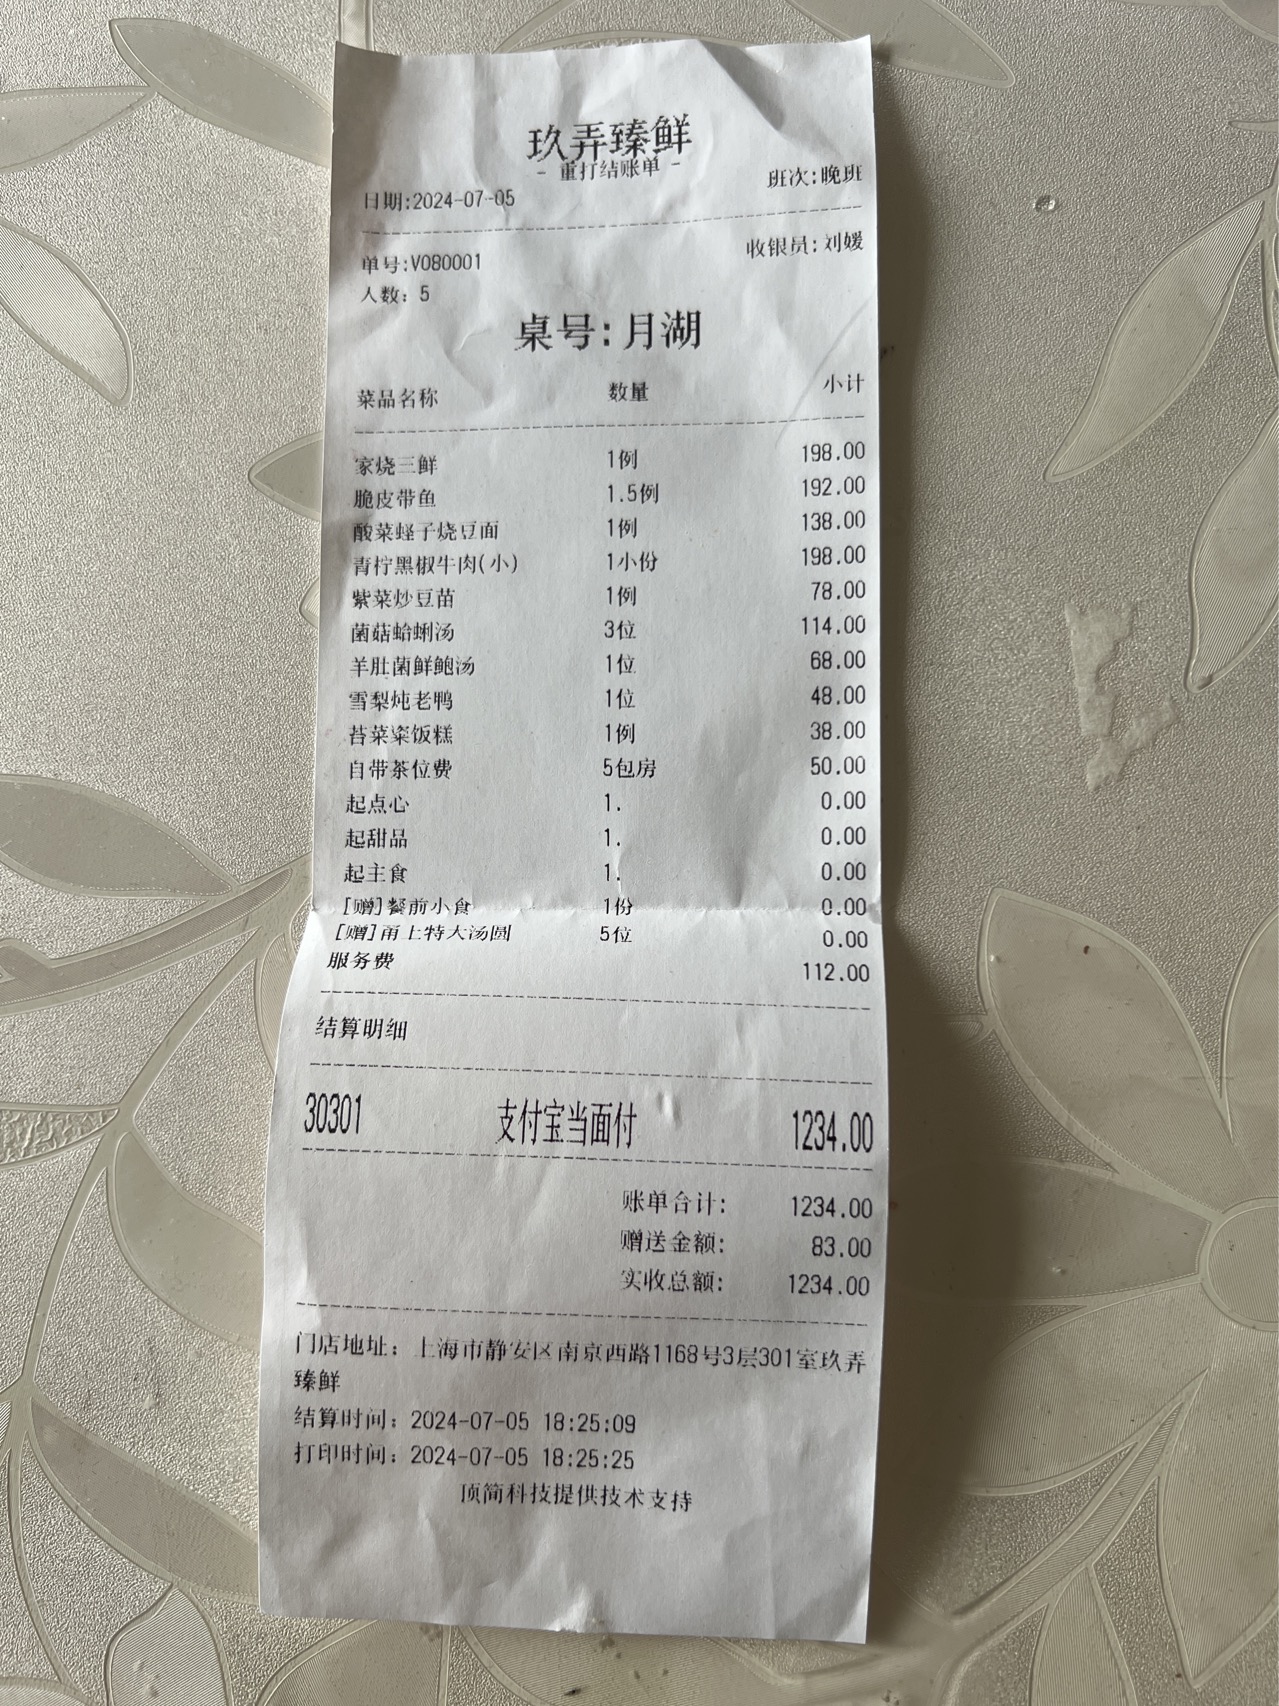 玖弄臻鲜
- 重打结账单 -
日期:2024-07-05 班次:晚班
单号:V080001 收银员:刘媛
人数: 5
桌号:月湖
菜品名称 数量 小计
家烧三鲜 1例 198.00
脆皮带鱼 1.5例 192.00
酸菜蛏子烧豆面 1例 138.00
青柠黑椒牛肉(小) 1小份 198.00
紫菜炒豆苗 1例 78.00
菌菇蛤蜊汤 3位 114.00
羊肚菌鲜鲍汤 1位 68.00
雪梨炖老鸭 1位 48.00
苔菜粢饭糕 1例 38.00
自带茶位费 5包房 50.00
起点心 1. 0.00
起甜品 1. 0.00
起主食 1. 0.00
[赠]餐前小食 1份 0.00
[赠]甬上特大汤圆 5位 0.00
服务费 112.00
结算明细
30301 支付宝当面付 1234.00
账单合计: 1234.00
赠送金额: 83.00
实收总额: 1234.00
门店地址: 上海市静安区南京西路1168号3层301室玖弄
臻鲜
结算时间: 2024-07-05 18:25:09
打印时间: 2024-07-05 18:25:25
顶简科技提供技术支持